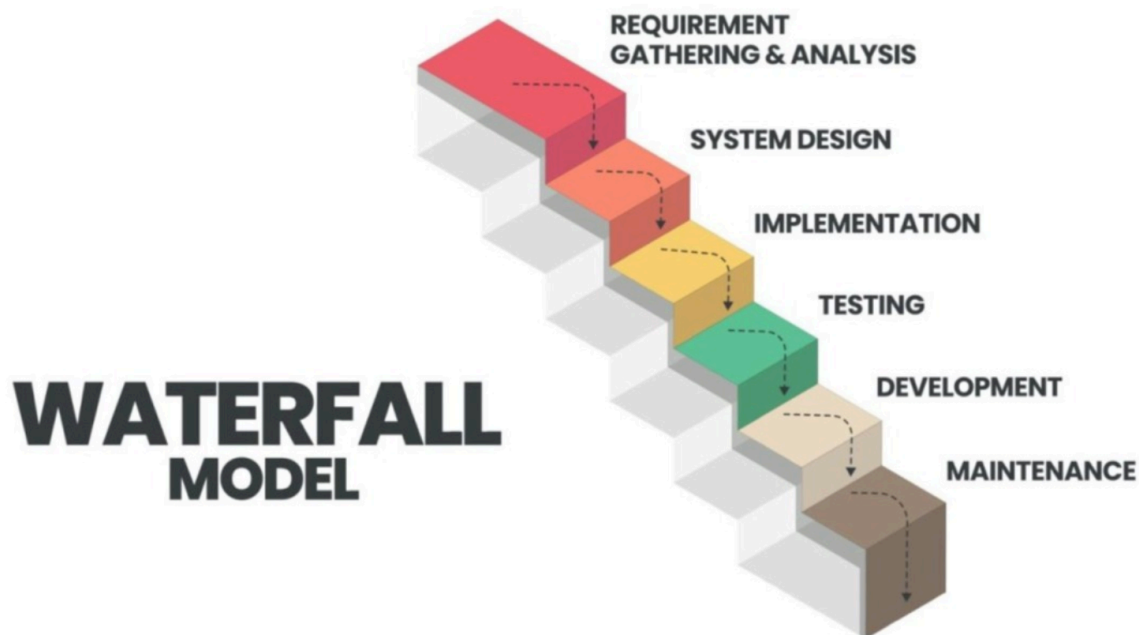 REQUIREMENT
GATHERING & ANALYSIS
SYSTEM DESIGN
IMPLEMENTATION
TESTING
DEVELOPMENT
MAINTENANCE
WATERFALL
MODEL